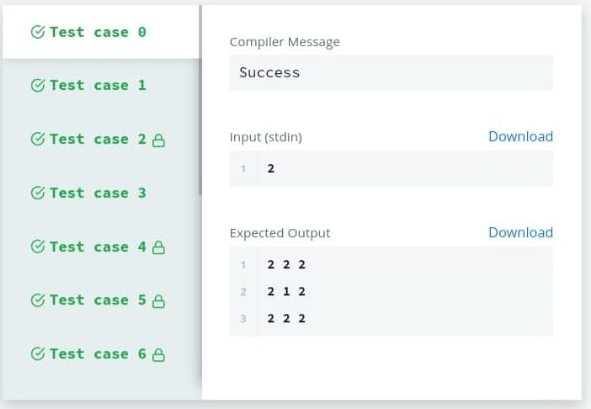 Test case 0
Test case 1
Test case 2
Test case 3
Test case 4
Test case 5
Test case 6
Compiler Message
Success
Input (stdin)
Download
1 2
Expected Output
Download
1 2 2 2
2 2 1 2
3 2 2 2